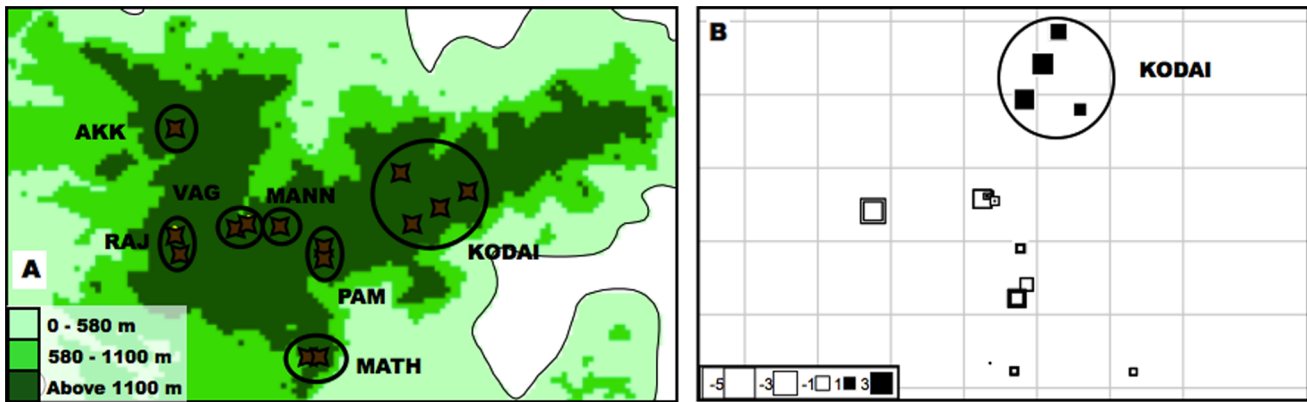 AKK
VAG MANN
RAJ
KODAI
A
PAM
MATH
0 - 580 m
580 - 1100 m
Above 1100 m
B
KODAI
-5 -3 -1 1 3